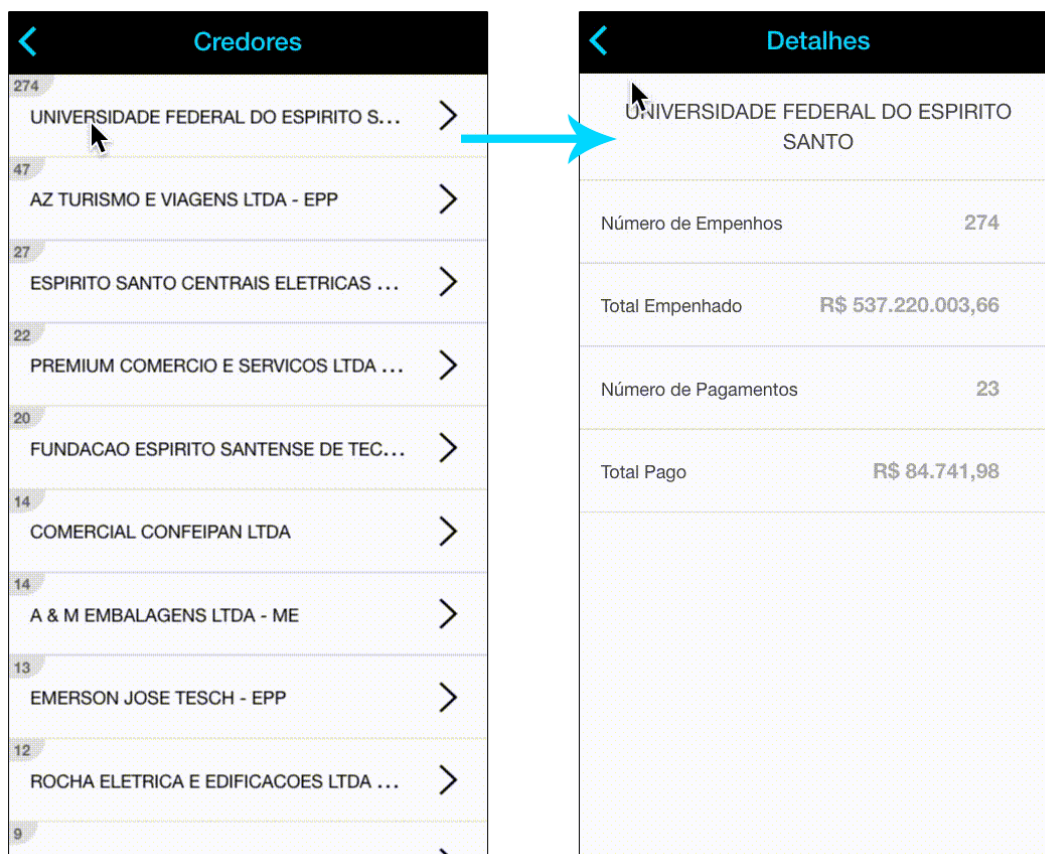 Credores
274
UNIVERSIDADE FEDERAL DO ESPIRITO S...
47
AZ TURISMO E VIAGENS LTDA - EPP
27
ESPIRITO SANTO CENTRAIS ELETRICAS ...
22
PREMIUM COMERCIO E SERVICOS LTDA ...
20
FUNDACAO ESPIRITO SANTENSE DE TEC...
14
COMERCIAL CONFEIPAN LTDA
14
A & M EMBALAGENS LTDA - ME
13
EMERSON JOSE TESCH - EPP
12
ROCHA ELETRICA E EDIFICACOES LTDA ...
9
Detalhes
UNIVERSIDADE FEDERAL DO ESPIRITO
SANTO
Número de Empenhos 274
Total Empenhado R$ 537.220.003,66
Número de Pagamentos 23
Total Pago R$ 84.741,98